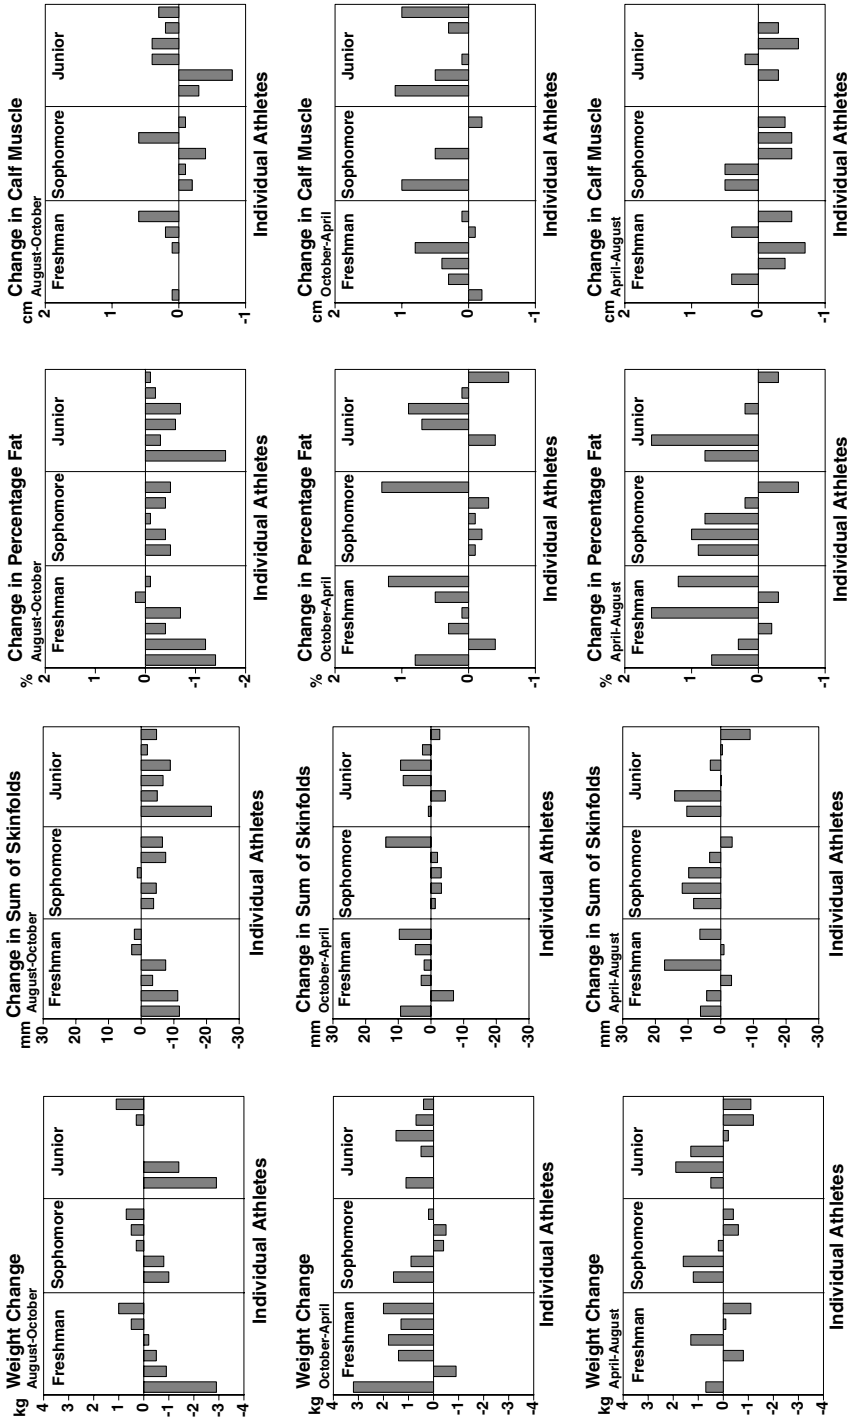 Weight Change
kg August-October
4
3
2
1
0
-1
-2
-3
-4
Freshman Sophomore Junior
Individual Athletes
Change in Sum of Skinfolds
mm August-October
30
20
10
0
-10
-20
-30
Freshman Sophomore Junior
Individual Athletes
Change in Percentage Fat
% August-October
2
1
0
-1
-2
Freshman Sophomore Junior
Individual Athletes
Change in Calf Muscle
cm August-October
2
1
0
-1
Freshman Sophomore Junior
Individual Athletes
Weight Change
kg October-April
4
3
2
1
0
-1
-2
-3
-4
Freshman Sophomore Junior
Individual Athletes
Change in Sum of Skinfolds
mm October-April
30
20
10
0
-10
-20
-30
Freshman Sophomore Junior
Individual Athletes
Change in Percentage Fat
% October-April
2
1
0
-1
Freshman Sophomore Junior
Individual Athletes
Change in Calf Muscle
cm October-April
2
1
0
-1
Freshman Sophomore Junior
Individual Athletes
Weight Change
kg April-August
4
3
2
1
0
-1
-2
-3
-4
Freshman Sophomore Junior
Individual Athletes
Change in Sum of Skinfolds
mm April-August
30
20
10
0
-10
-20
-30
Freshman Sophomore Junior
Individual Athletes
Change in Percentage Fat
% April-August
2
1
0
-1
Freshman Sophomore Junior
Individual Athletes
Change in Calf Muscle
cm April-August
2
1
0
-1
Freshman Sophomore Junior
Individual Athletes